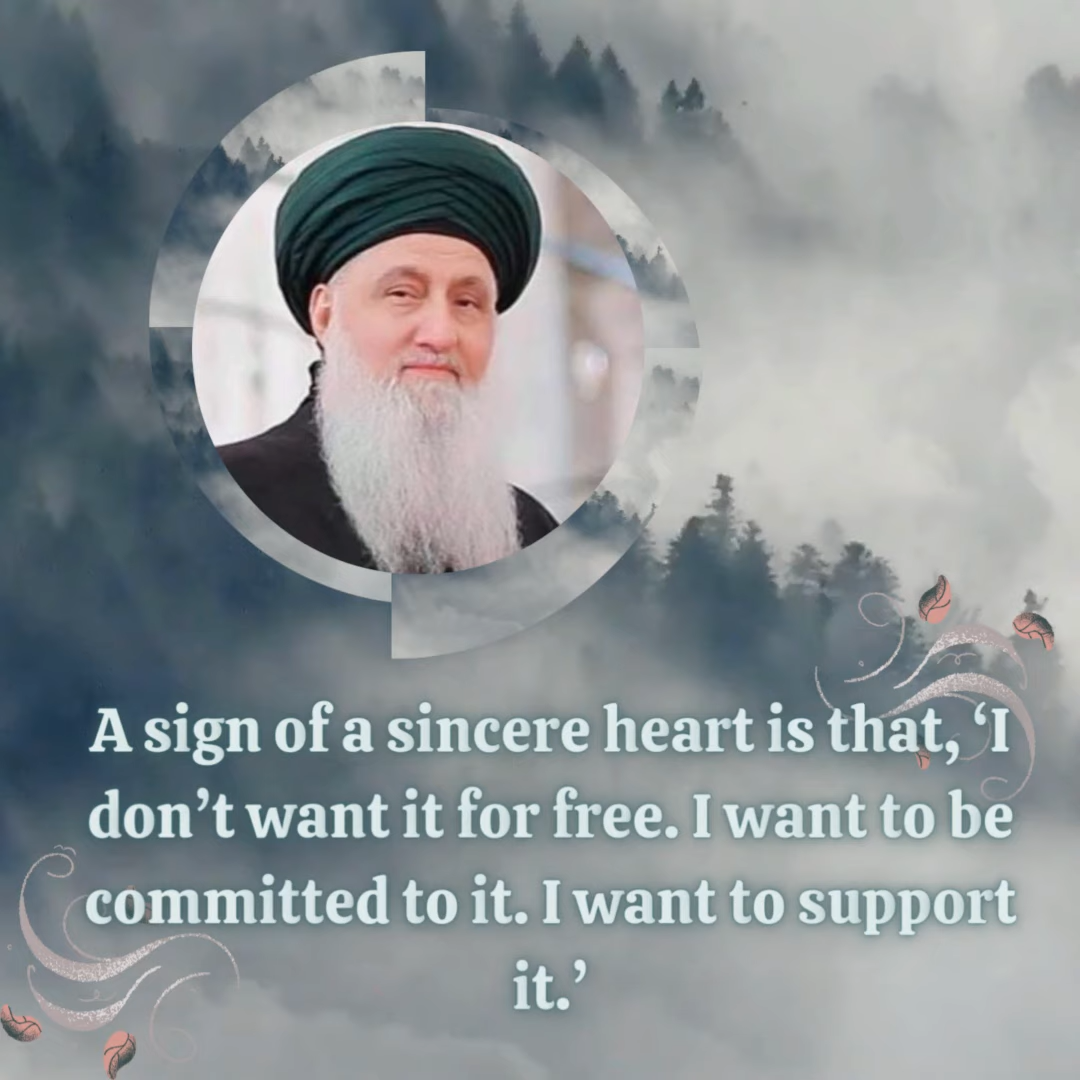 A sign of a sincere heart is that, ‘I
don’t want it for free. I want to be
committed to it. I want to support
it.’